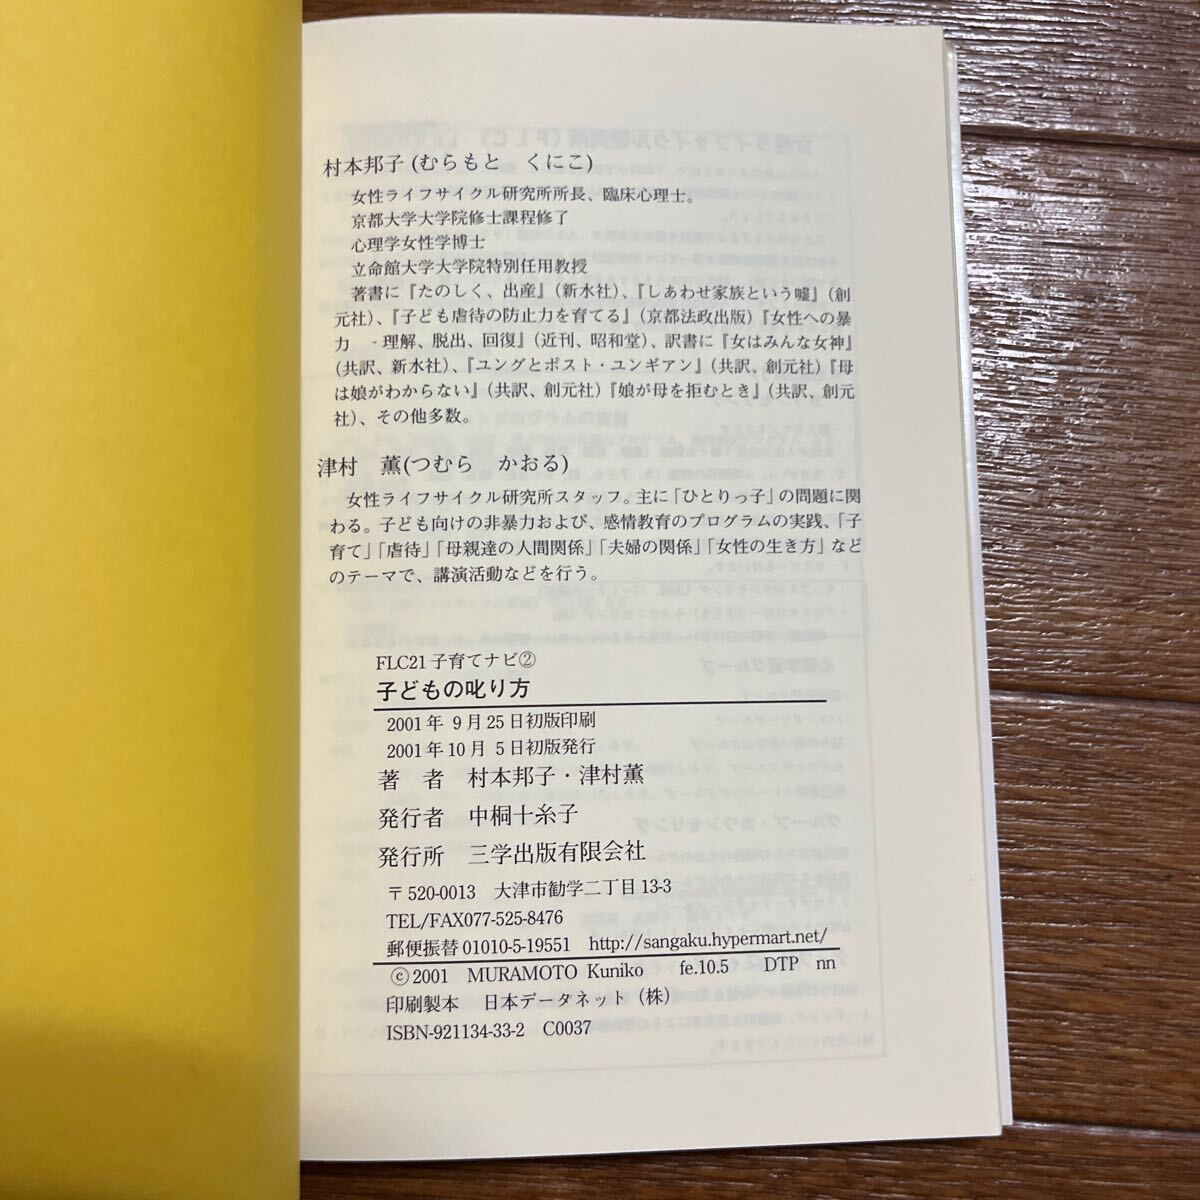 村本邦子(むらもと　くにこ)
女性ライフサイクル研究所所長、臨床心理士。
京都大学大学院修士課程修了
心理学女性学博士
立命館大学大学院特別任用教授
著書に『たのしく、出産』(新水社)、『しあわせ家族という嘘』(創
元社)、『子ども虐待の防止力を育てる』(京都法政出版)『女性への暴
力　- 理解、脱出、回復』(近刊、昭和堂)、訳書に『女はみんな女神』
(共訳、新水社)、『ユングとポスト・ユンギアン』(共訳、創元社)『母
は娘がわからない』(共訳、創元社)『娘が母を拒むとき』(共訳、創元
社)、その他多数。
津村　薫(つむら　かおる)
女性ライフサイクル研究所スタッフ。主に「ひとりっ子」の問題に関
わる。子ども向けの非暴力および、感情教育のプログラムの実践、「子
育て」「虐待」「母親達の人間関係」「夫婦の関係」「女性の生き方」など
のテーマで、講演活動などを行う。
FLC21子育てナビ②
子どもの叱り方
2001年 9月25日初版印刷
2001年10月 5日初版発行
著　者　村本邦子・津村薫
発行者　中桐十糸子
発行所　三学出版有限会社
〒520-0013　大津市勧学二丁目13-3
TEL/FAX077-525-8476
郵便振替01010-5-19551　http://sangaku.hypermart.net/
©2001　MURAMOTO Kuniko　fe.10.5　DTP　nn
印刷製本　日本データネット（株）
ISBN-921134-33-2　C0037